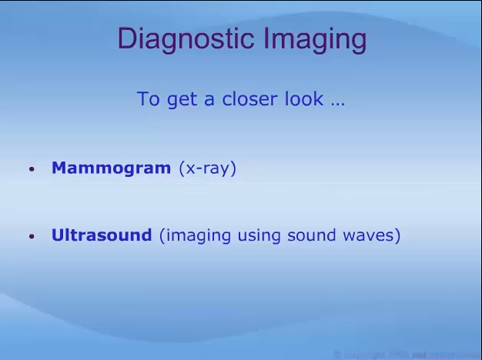 Diagnostic Imaging
To get a closer look …
• Mammogram (x-ray)
• Ultrasound (imaging using sound waves)